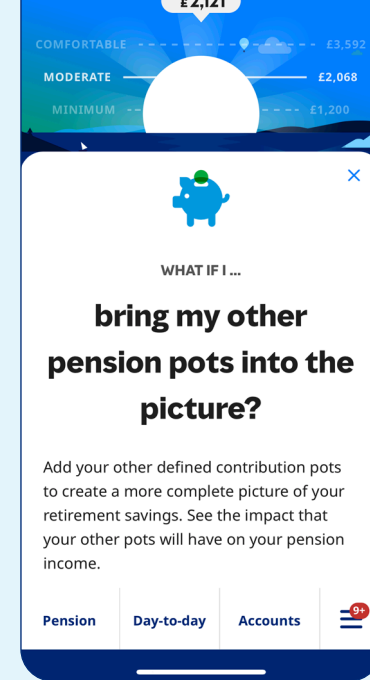 £2,121
COMFORTABLE £3,592
MODERATE £2,068
MINIMUM £1,200
WHAT IF I ...
bring my other
pension pots into the
picture?
Add your other defined contribution pots
to create a more complete picture of your
retirement savings. See the impact that
your other pots will have on your pension
income.
Pension Day-to-day Accounts 9+